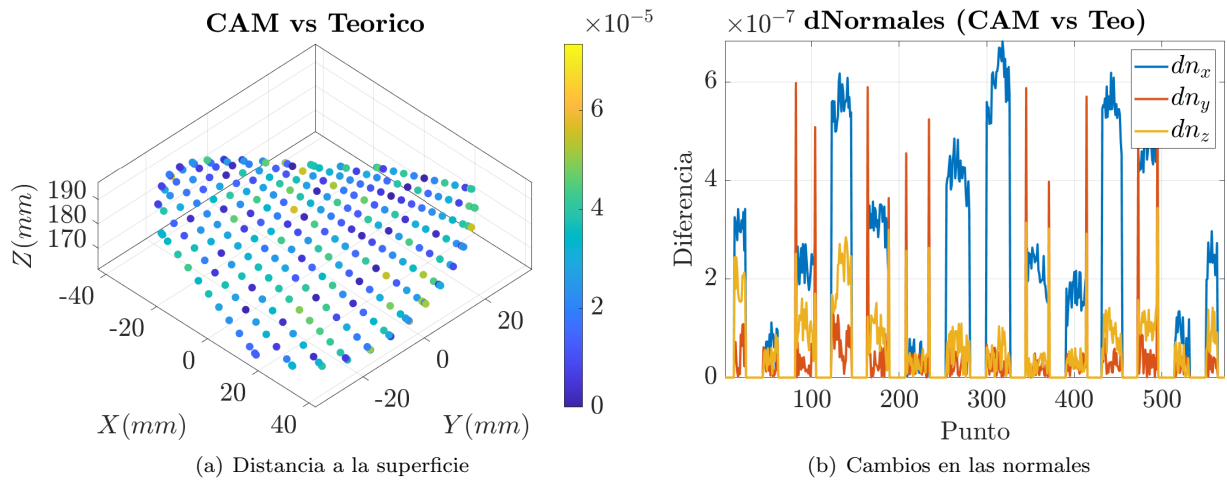 CAM vs Teorico
×10⁻⁵
6
4
2
0
190
180
170
Z(mm)
-40
-20
0
20
40
X(mm)
-20
0
20
Y(mm)
(a) Distancia a la superficie
×10⁻⁷ dNormales (CAM vs Teo)
dnₓ
dn_y
dn_z
6
4
2
0
Diferencia
100 200 300 400 500
Punto
(b) Cambios en las normales